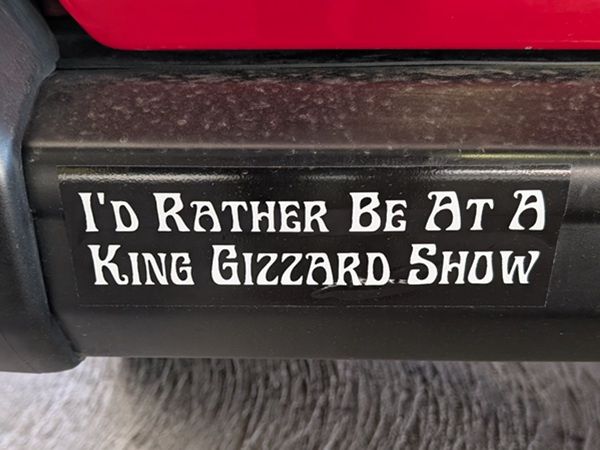 I'd Rather Be At A
King Gizzard Show